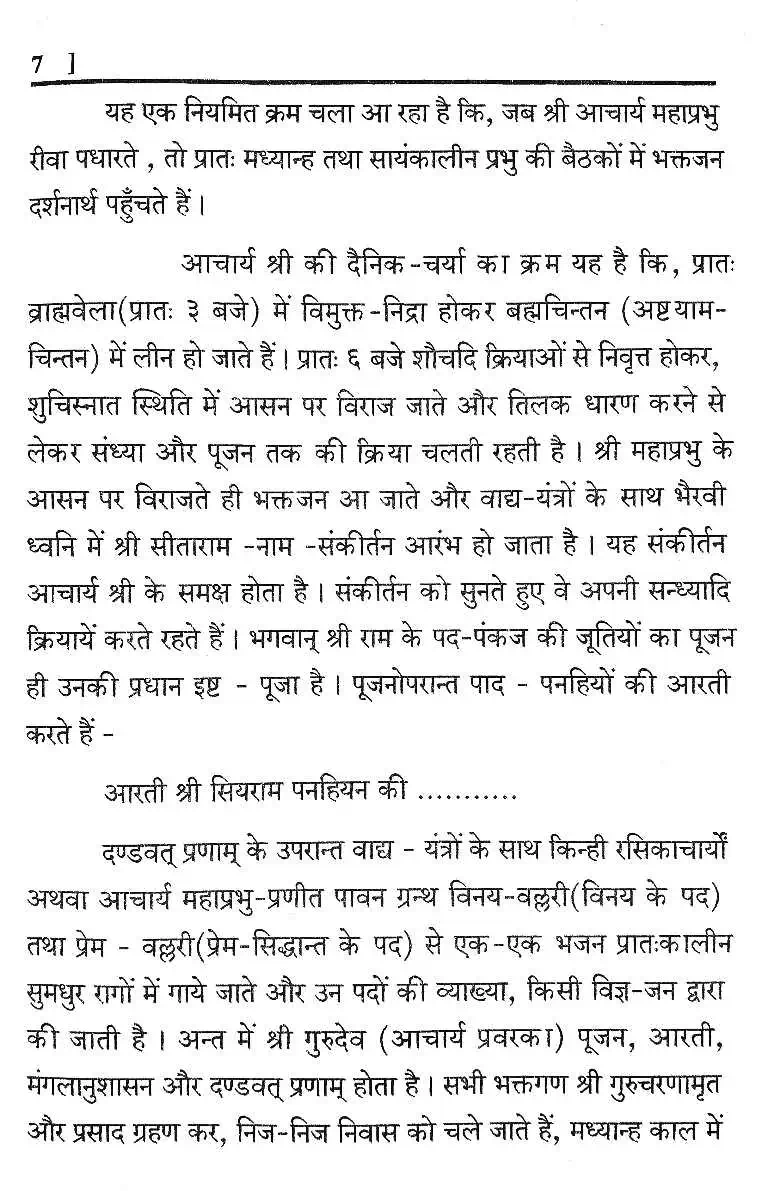 7 ]
यह एक नियमित क्रम चला आ रहा है कि, जब श्री आचार्य महाप्रभु
रीवा पधारते , तो प्रातः मध्यान्ह तथा सायंकालीन प्रभु की बैठकों में भक्तजन
दर्शनार्थ पहुँचते हैं ।
आचार्य श्री की दैनिक-चर्या का क्रम यह है कि, प्रातः
ब्राह्मवेला(प्रातः ३ बजे) में विमुक्त-निद्रा होकर बह्मचिन्तन (अष्टयाम-
चिन्तन) में लीन हो जाते हैं । प्रातः ६ बजे शौचदि क्रियाओं से निवृत्त होकर,
शुचिस्नात स्थिति में आसन पर विराज जाते और तिलक धारण करने से
लेकर संध्या और पूजन तक की क्रिया चलती रहती है । श्री महाप्रभु के
आसन पर विराजते ही भक्तजन आ जाते और वाद्य-यंत्रों के साथ भैरवी
ध्वनि में श्री सीताराम -नाम -संकीर्तन आरंभ हो जाता है । यह संकीर्तन
आचार्य श्री के समक्ष होता है । संकीर्तन को सुनते हुए वे अपनी सन्ध्यादि
क्रियायें करते रहते हैं । भगवान् श्री राम के पद-पंकज की जूतियों का पूजन
ही उनकी प्रधान इष्ट - पूजा है । पूजनोपरान्त पाद - पनहियों की आरती
करते हैं -
आरती श्री सियराम पनहियन की ...........
दण्डवत् प्रणाम् के उपरान्त वाद्य - यंत्रों के साथ किन्ही रसिकाचार्यों
अथवा आचार्य महाप्रभु-प्रणीत पावन ग्रन्थ विनय-वल्लरी(विनय के पद)
तथा प्रेम - वल्लरी(प्रेम-सिद्धान्त के पद) से एक-एक भजन प्रातःकालीन
सुमधुर रागों में गाये जाते और उन पदों की व्याख्या, किसी विज्ञ-जन द्वारा
की जाती है । अन्त में श्री गुरुदेव (आचार्य प्रवरका) पूजन, आरती,
मंगलानुशासन और दण्डवत् प्रणाम् होता है । सभी भक्तगण श्री गुरुचरणामृत
और प्रसाद ग्रहण कर, निज-निज निवास को चले जाते हैं, मध्यान्ह काल में